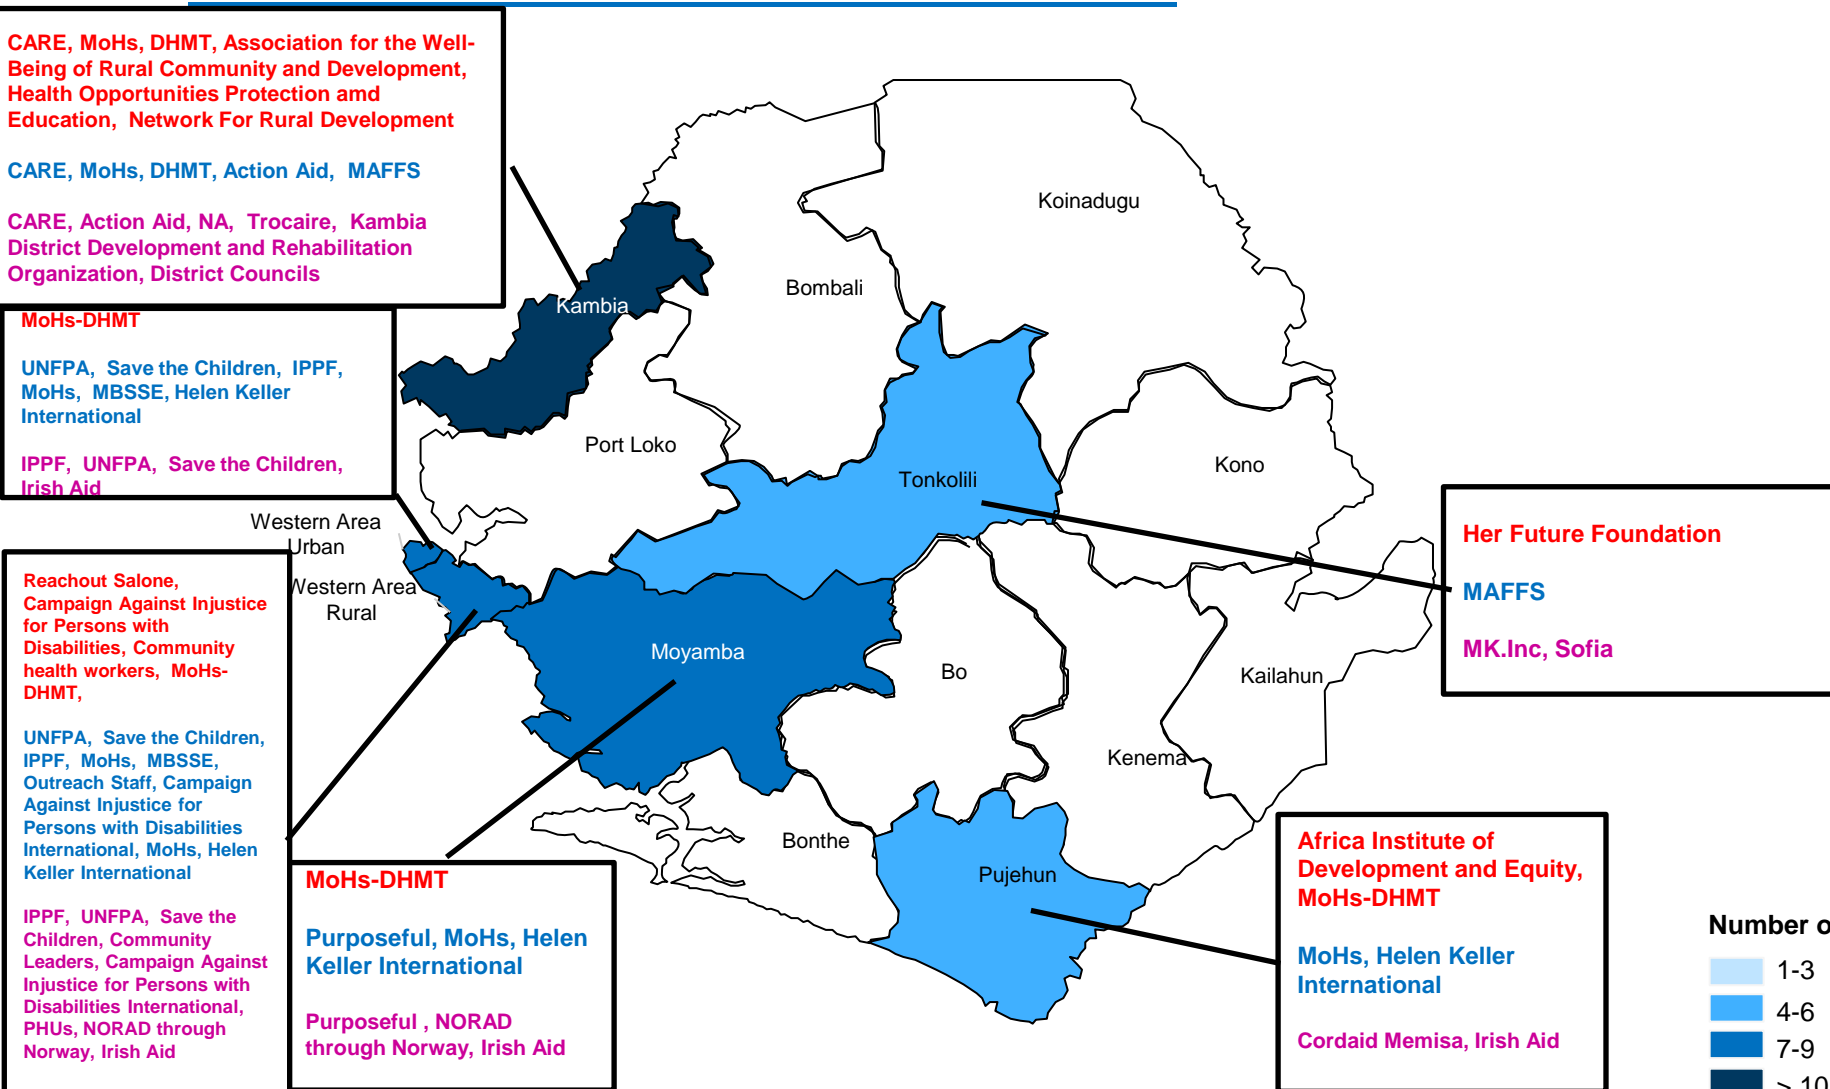 CARE, MoHs, DHMT, Association for the Well-
Being of Rural Community and Development,
Health Opportunities Protection amd
Education, Network For Rural Development
CARE, MoHs, DHMT, Action Aid, MAFFS
CARE, Action Aid, NA, Trocaire, Kambia
District Development and Rehabilitation
Organization, District Councils
MoHs-DHMT
UNFPA, Save the Children, IPPF,
MoHs, MBSSE, Helen Keller
International
IPPF, UNFPA, Save the Children,
Irish Aid
Reachout Salone,
Campaign Against Injustice
for Persons with
Disabilities, Community
health workers, MoHs-
DHMT,
UNFPA, Save the Children,
IPPF, MoHs, MBSSE,
Outreach Staff, Campaign
Against Injustice for
Persons with Disabilities
International, MoHs, Helen
Keller International
IPPF, UNFPA, Save the
Children, Community
Leaders, Campaign Against
Injustice for Persons with
Disabilities International,
PHUs, NORAD through
Norway, Irish Aid
MoHs-DHMT
Purposeful, MoHs, Helen
Keller International
Purposeful , NORAD
through Norway, Irish Aid
Koinadugu
Bombali
Kambia
Port Loko
Tonkolili
Kono
Western Area
Urban
Western Area
Rural
Moyamba
Bo
Kailahun
Kenema
Bonthe
Pujehun
Her Future Foundation
MAFFS
MK.Inc, Sofia
Africa Institute of
Development and Equity,
MoHs-DHMT
MoHs, Helen Keller
International
Cordaid Memisa, Irish Aid
Number o
1-3
4-6
7-9
> 10